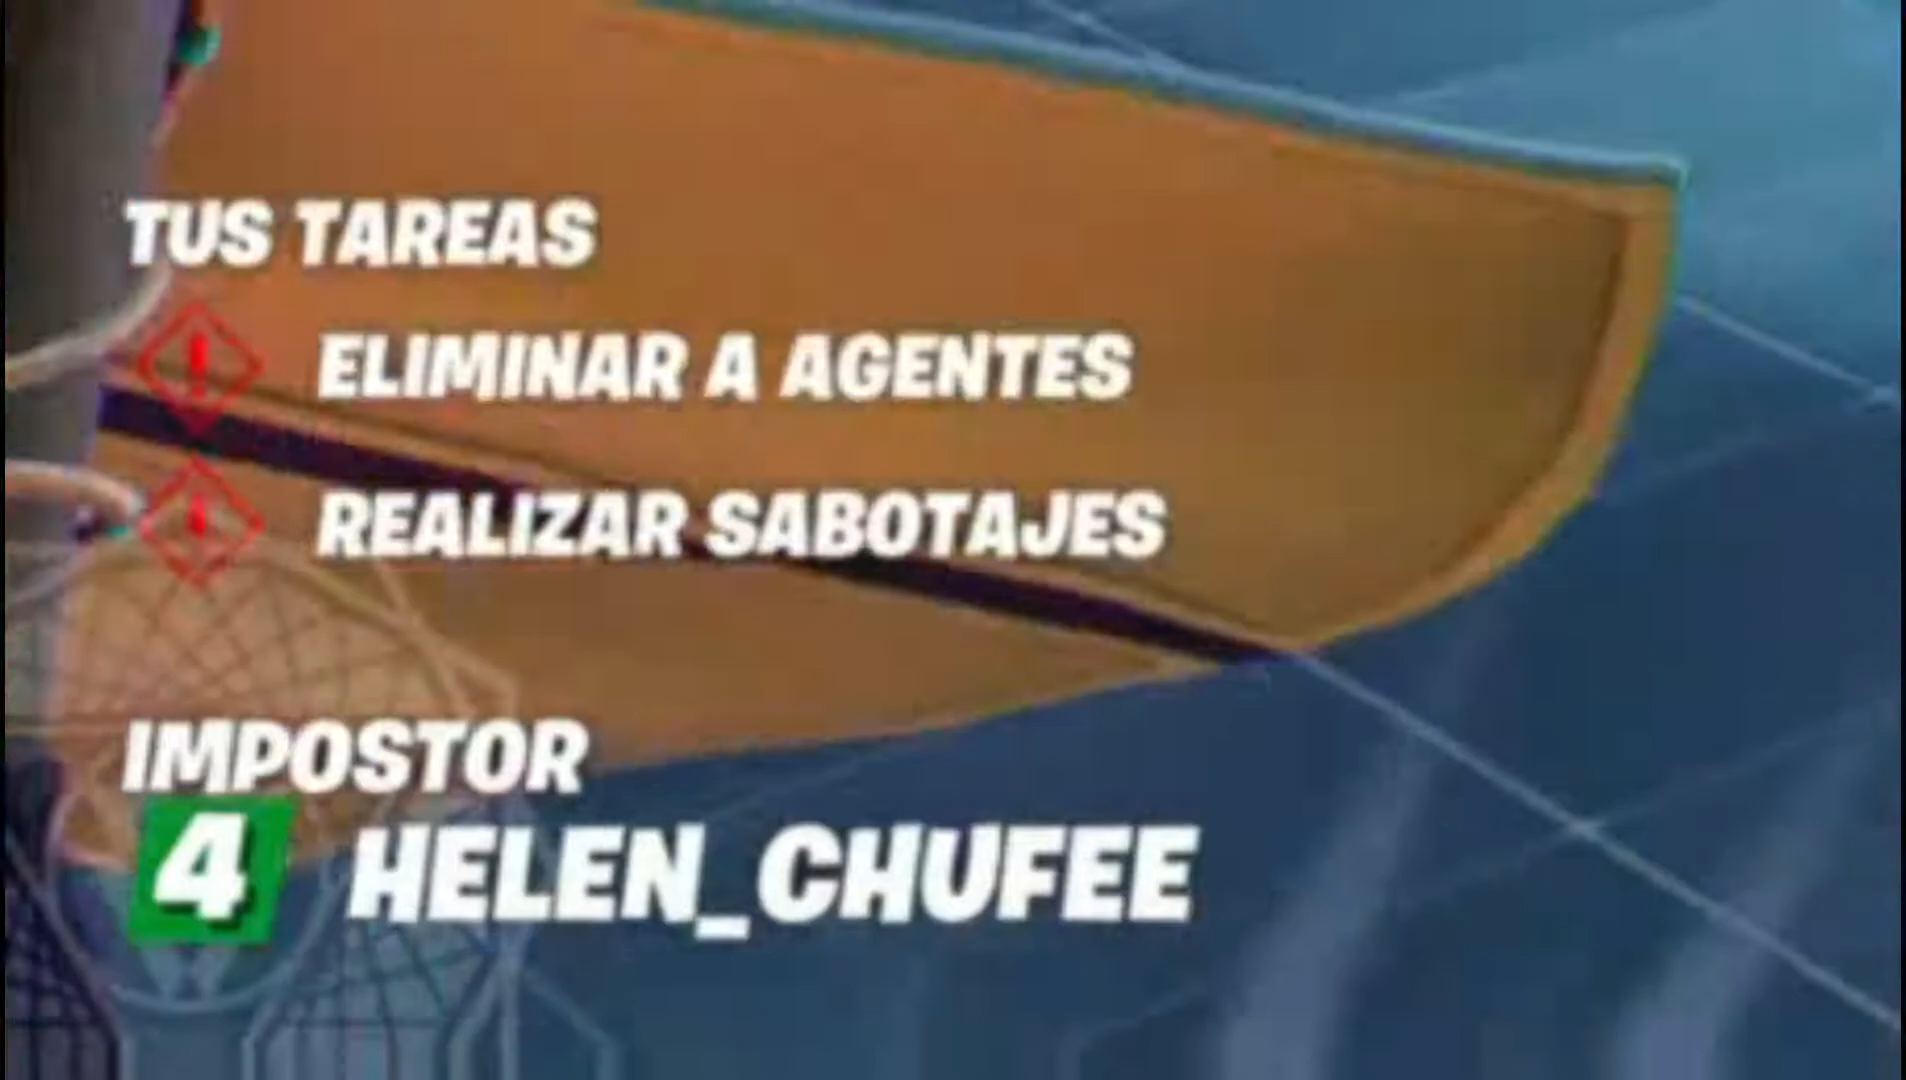 TUS TAREAS
ELIMINAR A AGENTES
REALIZAR SABOTAJES
IMPOSTOR
4 HELEN_CHUFEE